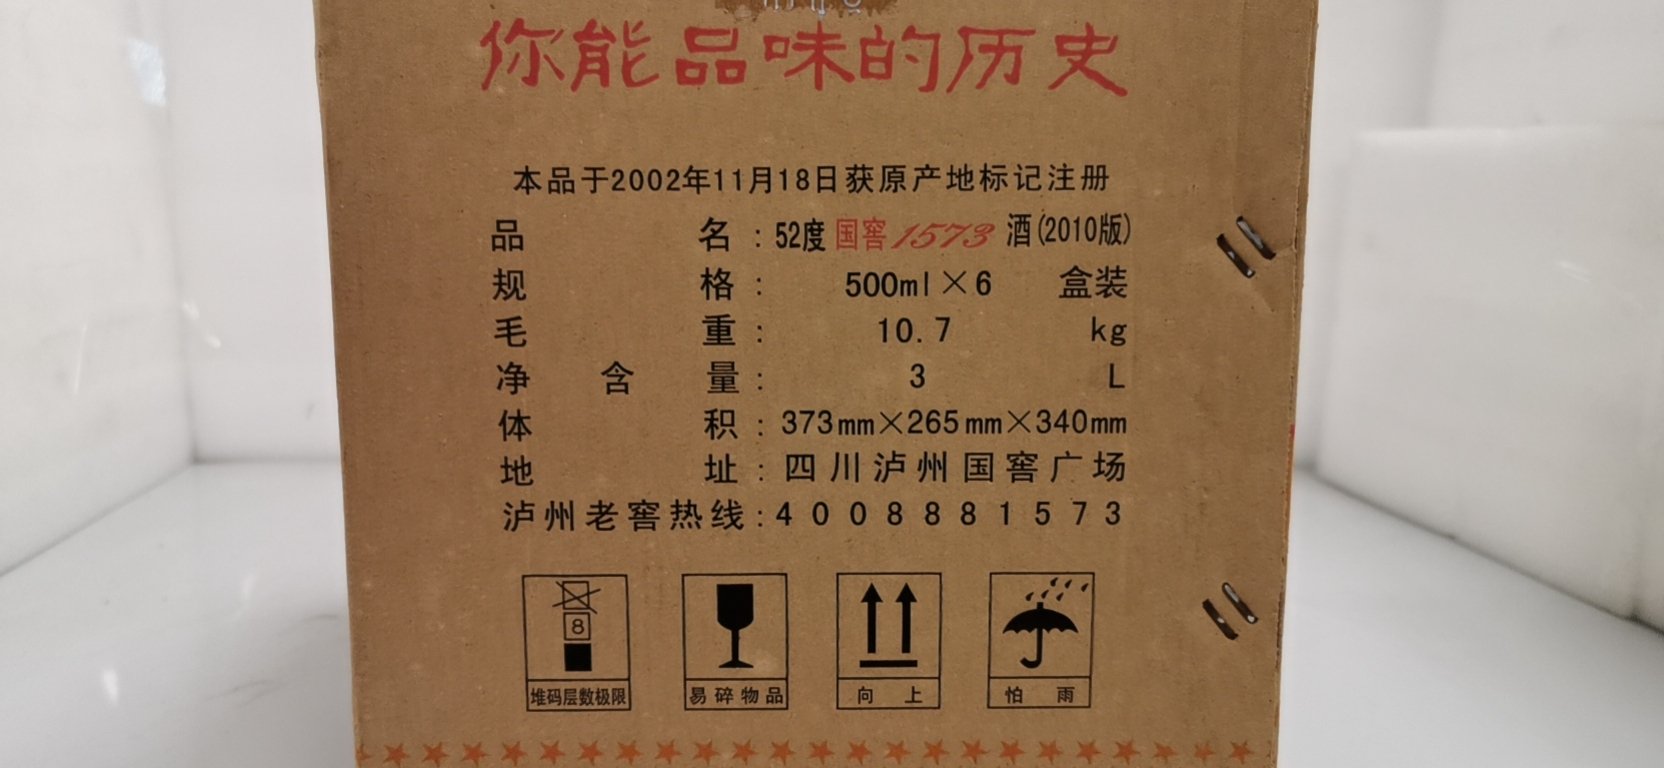 你能品味的历史
本品于2002年11月18日获原产地标记注册
品名:52度国窖1573酒(2010版)
规格:500ml×6 盒装
毛重:10.7 kg
净含量:3 L
体积:373mm×265mm×340mm
地址:四川泸州国窖广场
泸州老窖热线:4008881573
8
堆码层数极限 易碎物品 向上 怕雨